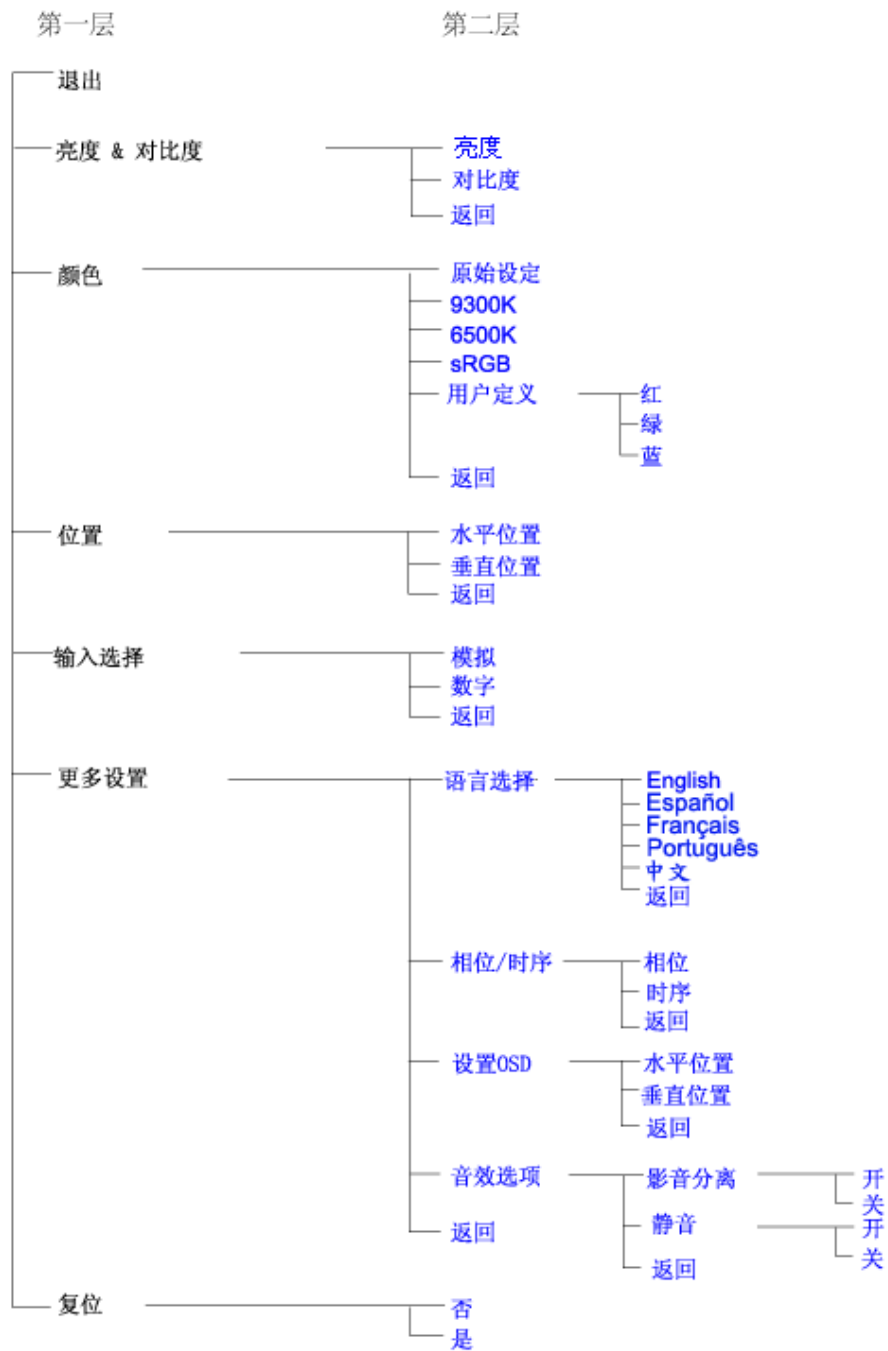 第一层 第二层
退出
亮度 & 对比度 亮度
对比度
返回
颜色 原始设定
9300K
6500K
sRGB
用户定义 红
绿
蓝
返回
位置 水平位置
垂直位置
返回
输入选择 模拟
数字
返回
更多设置 语言选择 English
Español
Français
Português
中文
返回
相位/时序 相位
时序
返回
设置OSD 水平位置
垂直位置
返回
音效选项 影音分离 开
关
静音 开
返回 关
返回
复位 否
是